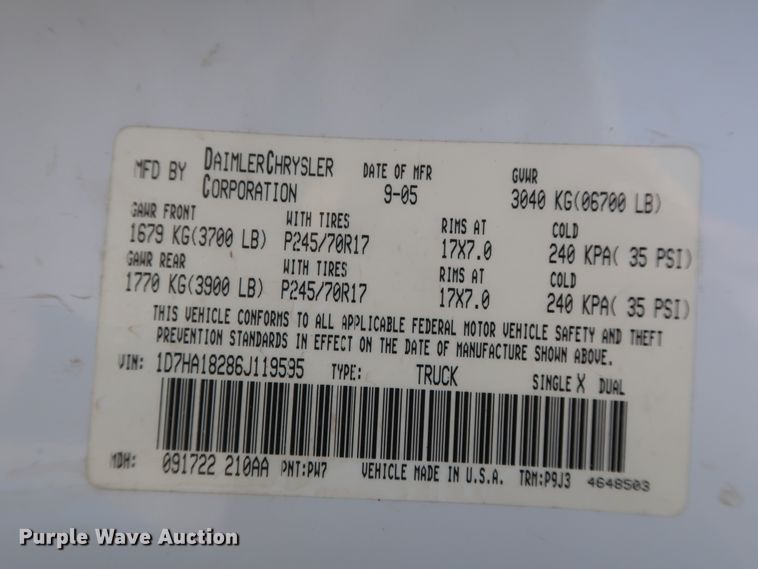 MFD BY DAIMLERCHRYSLER CORPORATION DATE OF MFR 9-05 GVWR 3040 KG(06700 LB)
GAWR FRONT WITH TIRES RIMS AT COLD
1679 KG(3700 LB) P245/70R17 17X7.0 240 KPA( 35 PSI)
GAWR REAR WITH TIRES RIMS AT COLD
1770 KG(3900 LB) P245/70R17 17X7.0 240 KPA( 35 PSI)
THIS VEHICLE CONFORMS TO ALL APPLICABLE FEDERAL MOTOR VEHICLE SAFETY AND THEFT
PREVENTION STANDARDS IN EFFECT ON THE DATE OF MANUFACTURE SHOWN ABOVE.
VIN: 1D7HA18286J119595 TYPE: TRUCK SINGLE X DUAL
MDH: 091722 210AA PNT:PW7 VEHICLE MADE IN U.S.A. TRM:P9J3 4648503
Purple Wave Auction